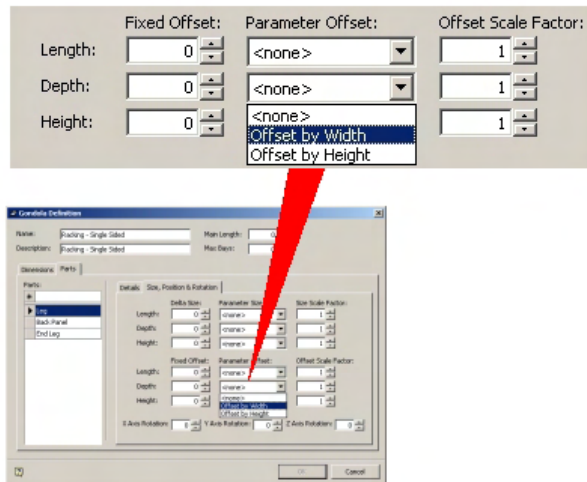 Fixed Offset: Parameter Offset: Offset Scale Factor:
Length: 0 <none> 1
Depth: 0 <none> 1
Height: 0 <none> 1
Offset by Width
Offset by Height
Gondola Definition
Name: Racking - Single Sided Main Length: 0
Description: Racking - Single Sided Max Bays: 0
Dimensions Parts
Parts: Details Size, Position & Rotation
Delta Size: Parameter Size: Size Scale Factor:
Leg Length: 0 <none> 1
Back Panel Depth: 0 <none> 1
End Leg Height: 0 <none> 1
Fixed Offset: Parameter Offset: Offset Scale Factor:
Length: 0 <none> 1
Depth: 0 <none> 1
Height: 0 <none> 1
Offset by Width
Offset by Height
X Axis Rotation: 0 Y Axis Rotation: 0 Z Axis Rotation: 0
OK Cancel